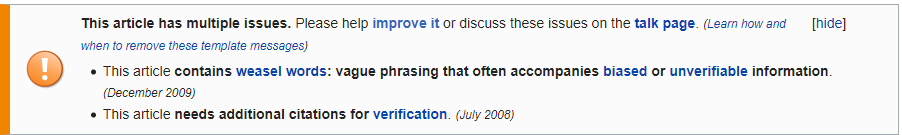 This article has multiple issues. Please help improve it or discuss these issues on the talk page. (Learn how and [hide]
when to remove these template messages)
• This article contains weasel words: vague phrasing that often accompanies biased or unverifiable information.
(December 2009)
• This article needs additional citations for verification. (July 2008)